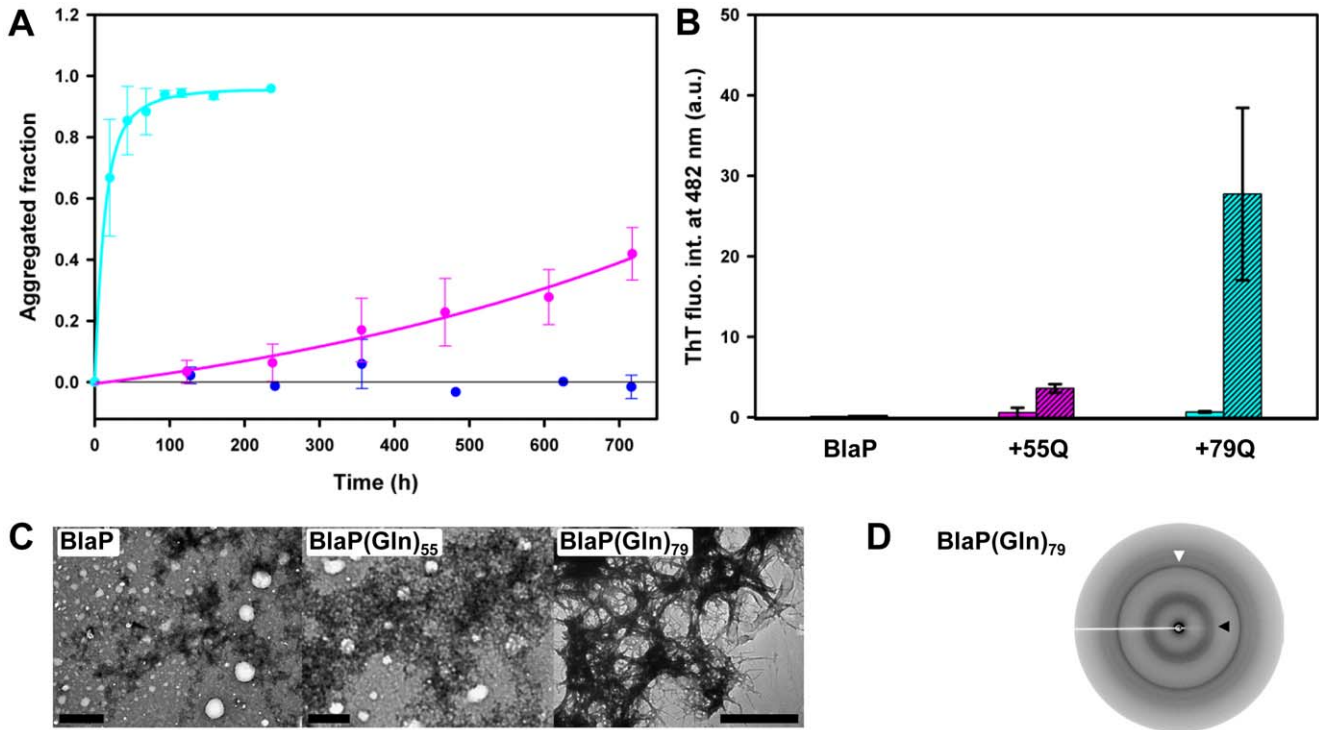 A
1.2
1.0
0.8
0.6
0.4
0.2
0.0
Aggregated fraction
0 100 200 300 400 500 600 700
Time (h)
B
50
40
30
20
10
0
ThT fluo. int. at 482 nm (a.u.)
BlaP +55Q +79Q
C
BlaP
BlaP(Gln)55
BlaP(Gln)79
D
BlaP(Gln)79